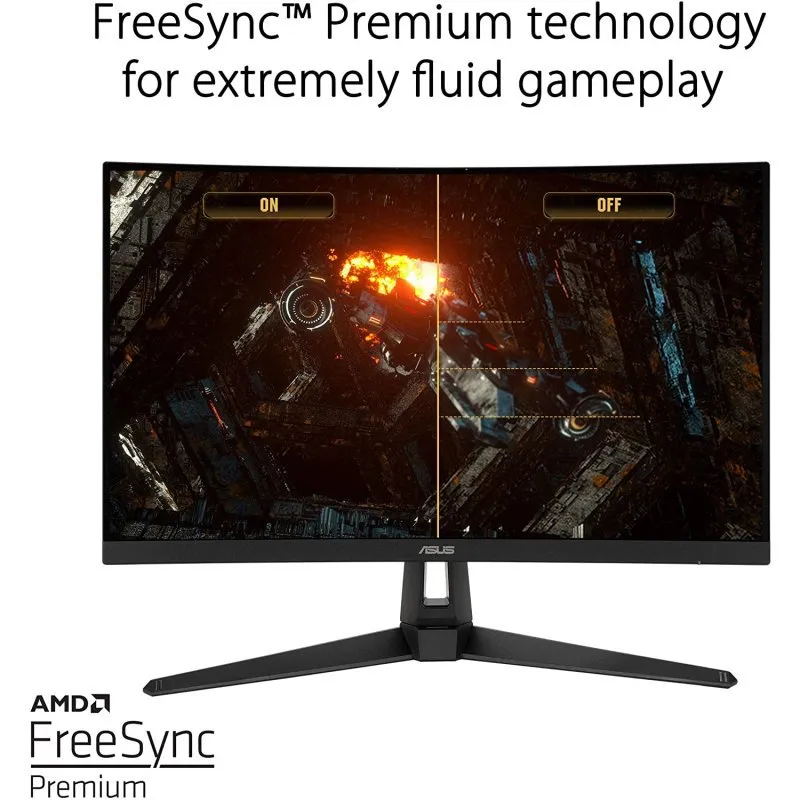 FreeSync™ Premium technology
for extremely fluid gameplay
ON
OFF
ASUS
AMD
FreeSync
Premium